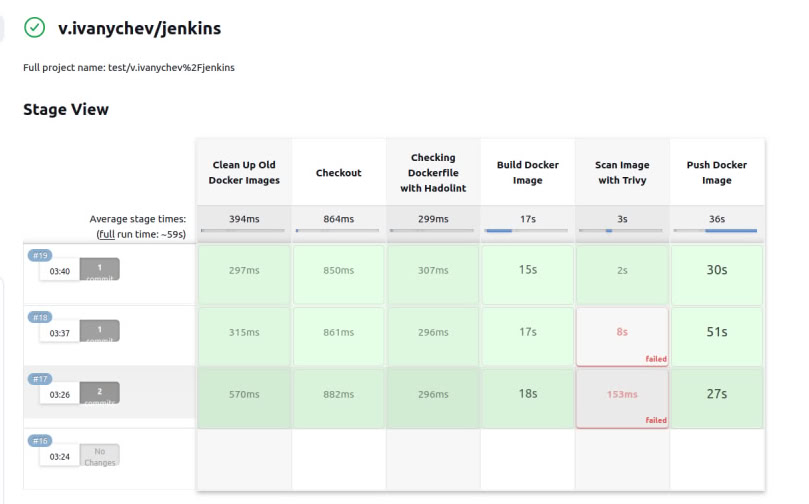 v.ivanychev/jenkins
Full project name: test/v.ivanychev%2Fjenkins
Stage View
Clean Up Old
Docker Images
Checkout
Checking
Dockerfile
with Hadolint
Build Docker
Image
Scan Image
with Trivy
Push Docker
Image
Average stage times:
(full run time: ~59s)
394ms
864ms
299ms
17s
3s
36s
#19
03:40
1
commit
297ms
850ms
307ms
15s
2s
30s
#18
03:37
1
commit
315ms
861ms
296ms
17s
8s
failed
51s
#17
03:26
2
commits
570ms
882ms
296ms
18s
153ms
failed
27s
#16
03:24
No
Changes